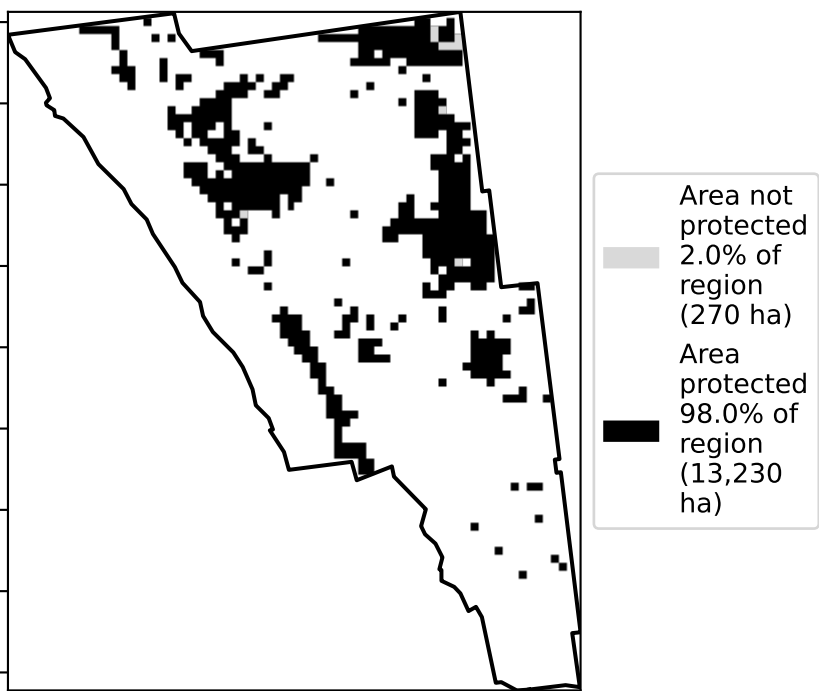 Area not
protected
2.0% of
region
(270 ha)
Area
protected
98.0% of
region
(13,230
ha)